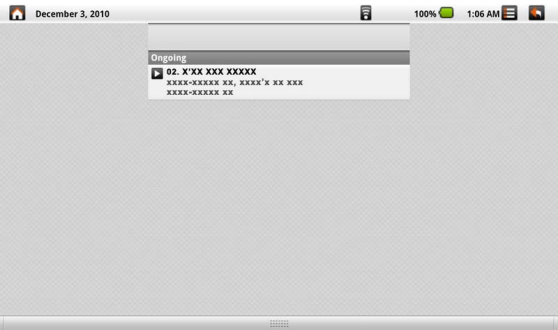 December 3, 2010
100%
1:06 AM
Ongoing
02. X'XX XXX XXXXX
xxxx-xxxxx xx, xxxx'x xx xxx
xxxx-xxxxx xx